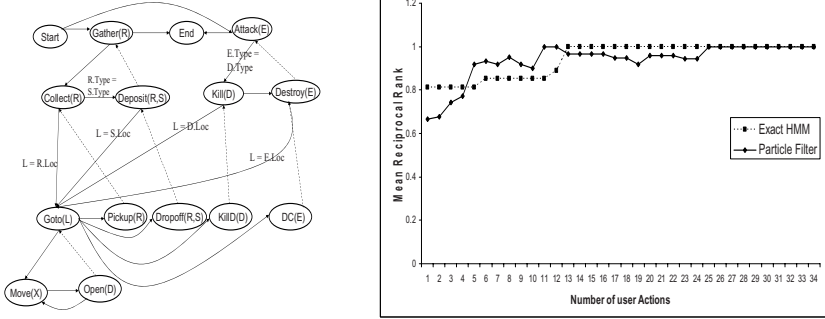 Start
Gather(R)
End
Attack(E)
E.Type =
D.Type
R.Type =
S.Type
Collect(R)
Deposit(R,S)
Kill(D)
Destroy(E)
L = S.Loc
L = D.Loc
L = R.Loc
L = E.Loc
Goto(L)
Pickup(R)
Dropoff(R,S)
KillD(D)
DC(E)
Move(X)
Open(D)
Mean Reciprocal Rank
1.2
1
0.8
0.6
0.4
0.2
0
1 2 3 4 5 6 7 8 9 10 11 12 13 14 15 16 17 18 19 20 21 22 23 24 25 26 27 28 29 30 31 32 33 34
Number of user Actions
Exact HMM
Particle Filter